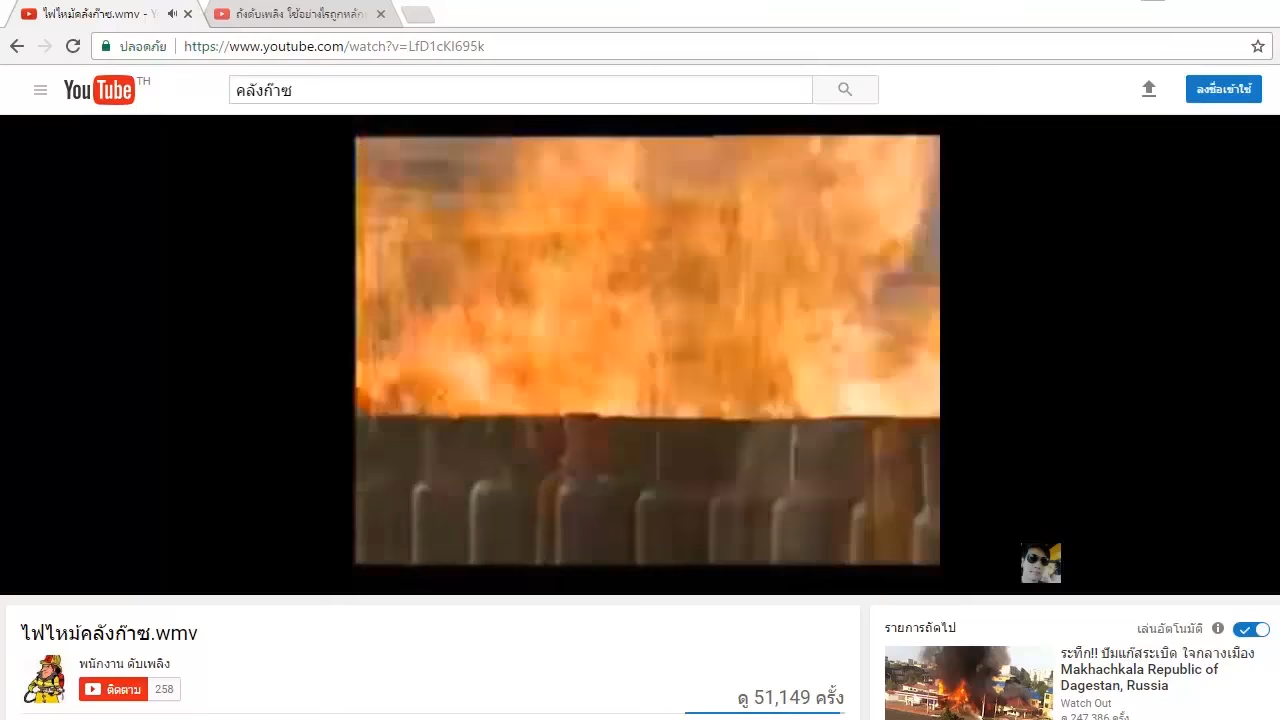 ไฟไหม้คลังก๊าซ.wmv - Y
ถังดับเพลิง ใช้อย่างไรถูกหลัก
ปลอดภัย
https://www.youtube.com/watch?v=LfD1cKI695k
YouTube TH
คลังก๊าซ
ลงชื่อเข้าใช้
ไฟไหม้คลังก๊าซ.wmv
พนักงาน ดับเพลิง
ติดตาม 258
ดู 51,149 ครั้ง
รายการถัดไป
เล่นอัตโนมัติ
ระทึก!! ปั๊มแก๊สระเบิด ใจกลางเมือง
Makhachkala Republic of
Dagestan, Russia
Watch Out
ดู 247,386 ครั้ง